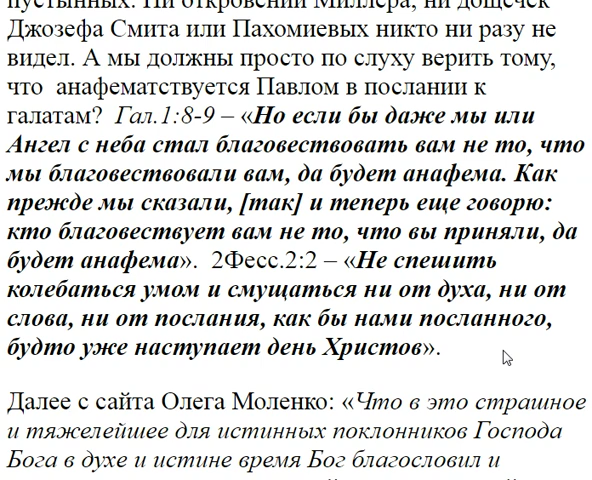 пустынных. Ни откровений Миллера, ни дощечек
Джозефа Смита или Пахомиевых никто ни разу не
видел. А мы должны просто по слуху верить тому,
что  анафематствуется Павлом в послании к
галатам?  Гал.1:8-9 – «Но если бы даже мы или
Ангел с неба стал благовествовать вам не то, что
мы благовествовали вам, да будет анафема. Как
прежде мы сказали, [так] и теперь еще говорю:
кто благовествует вам не то, что вы приняли, да
будет анафема».  2Фесс.2:2 – «Не спешить
колебаться умом и смущаться ни от духа, ни от
слова, ни от послания, как бы нами посланного,
будто уже наступает день Христов».
Далее с сайта Олега Моленко: «Что в это страшное
и тяжелейшее для истинных поклонников Господа
Бога в духе и истине время Бог благословил и